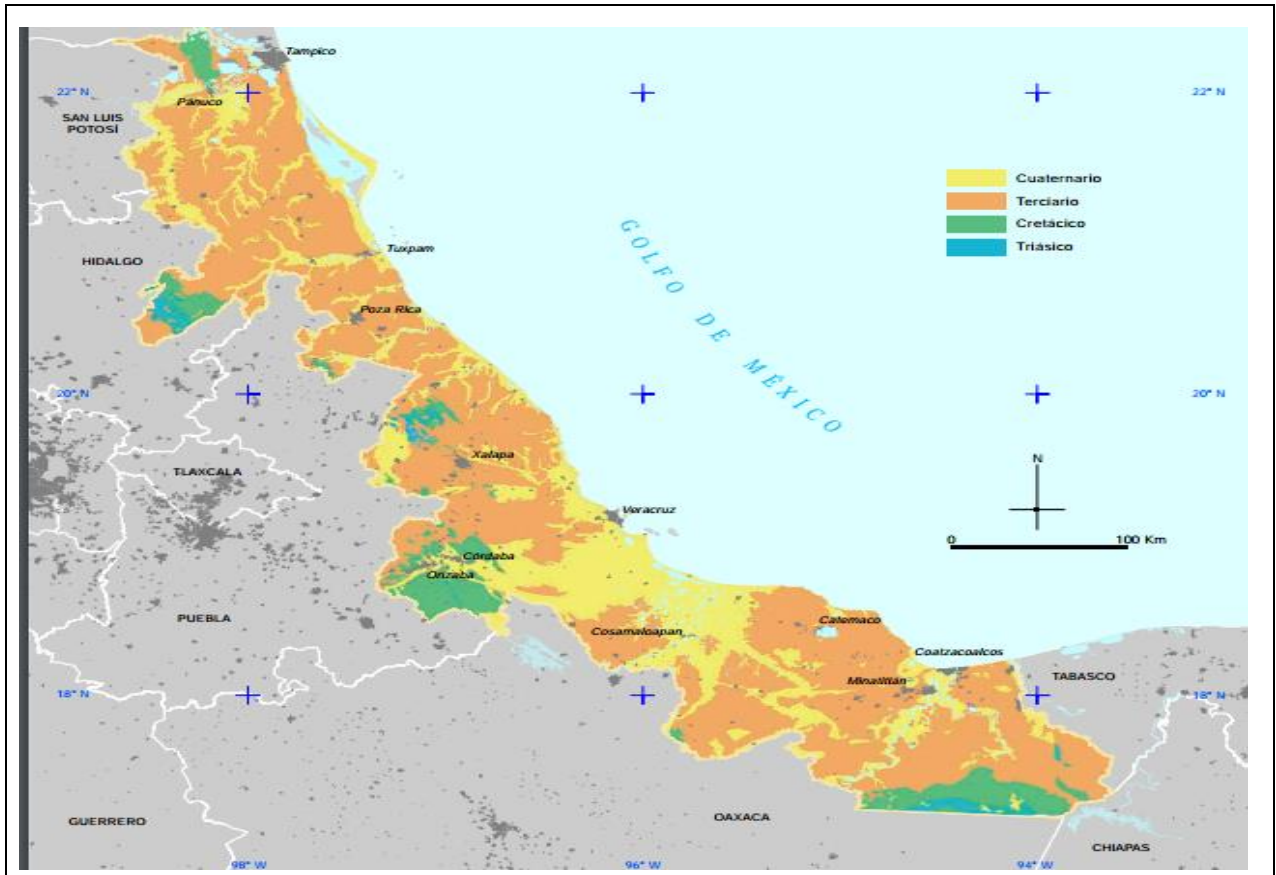 Tampico
22° N
22° N
Pánuco
SAN LUIS
POTOSÍ
Cuaternario
Terciario
Cretácico
Triásico
GOLFO DE MÉXICO
Tuxpam
HIDALGO
Poza Rica
20° N
20° N
Xalapa
N
TLAXCALA
Veracruz
0
100 Km
Córdaba
Orizaba
PUEBLA
Catemaco
Cosamaloapan
Coatzacoalcos
Minatitlán
TABASCO
18° N
18° N
OAXACA
GUERRERO
CHIAPAS
98° W
96° W
94° W